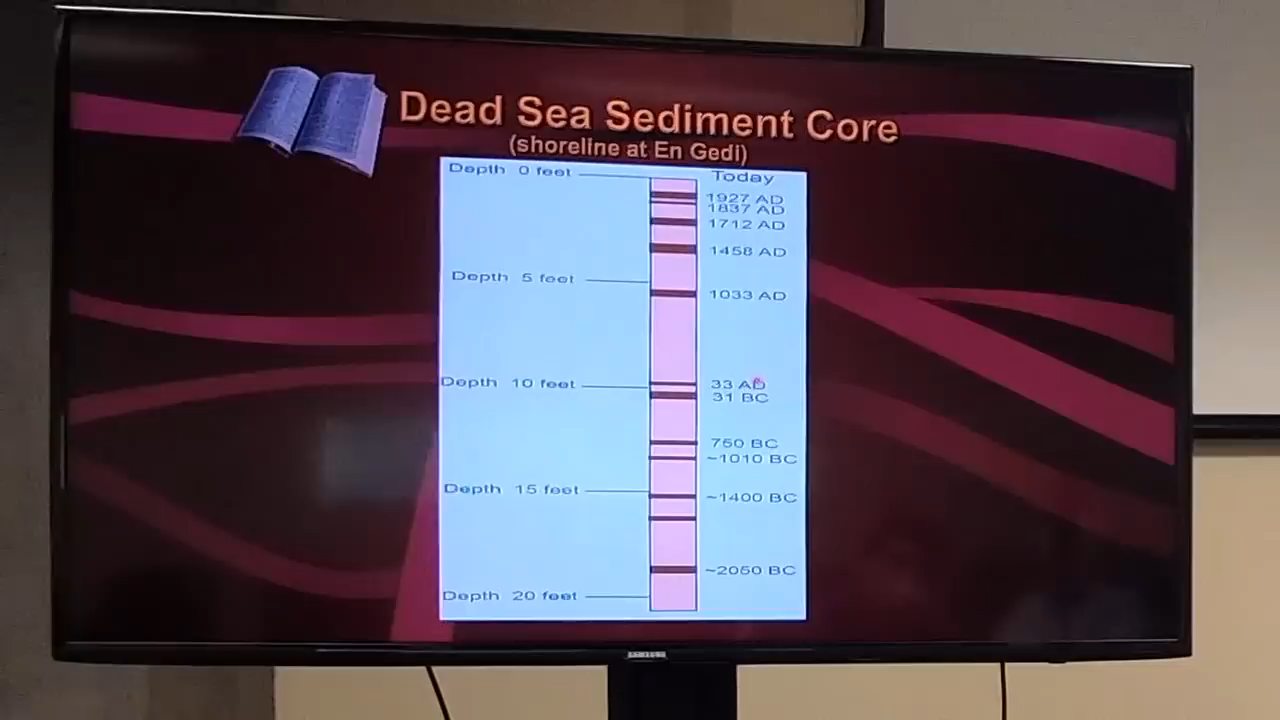 Dead Sea Sediment Core
(shoreline at En Gedi)
Depth 0 feet
Today
1927 AD
1837 AD
1712 AD
1458 AD
Depth 5 feet
1033 AD
Depth 10 feet
33 AD
31 BC
750 BC
~1010 BC
Depth 15 feet
~1400 BC
~2050 BC
Depth 20 feet
SAMSUNG